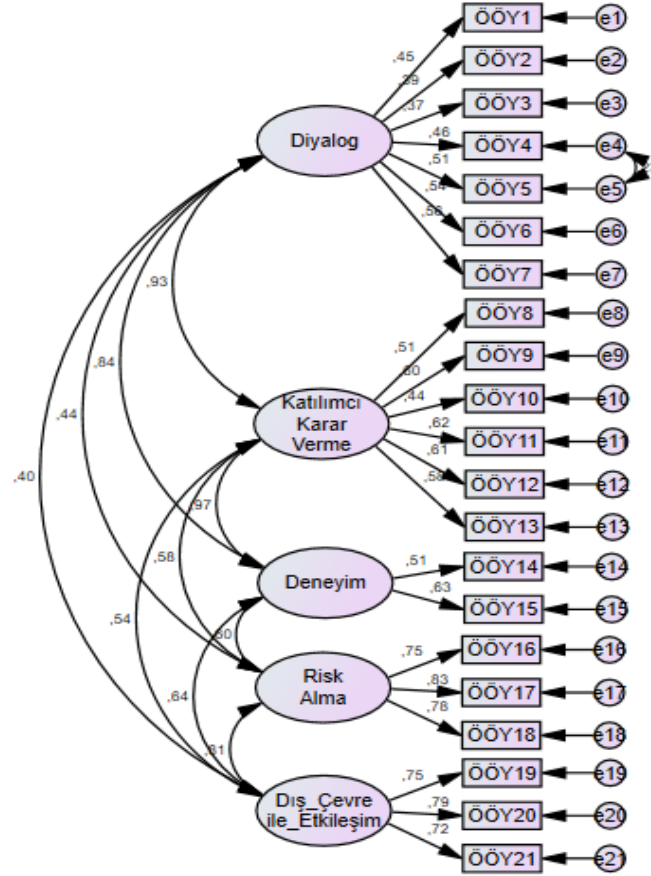 ÖÖY1 e1
,45
ÖÖY2 e2
,39
ÖÖY3 e3
,37
Diyalog
,46
ÖÖY4 e4
,51
ÖÖY5 e5
,54
ÖÖY6 e6
,56
ÖÖY7 e7
,93
ÖÖY8 e8
,51
ÖÖY9 e9
,84
ÖÖY10 e10
,44
Katılımcı
Karar
Verme
,44
,62
ÖÖY11 e11
,61
ÖÖY12 e12
,40
,58
ÖÖY13 e13
,97
,58
,51
ÖÖY14 e14
Deneyim
,63
ÖÖY15 e15
,54
,75
ÖÖY16 e16
Risk
Alma
,83
ÖÖY17 e17
,64
,78
ÖÖY18 e18
,75
ÖÖY19 e19
Dış_Çevre
ile_Etkileşim
,79
ÖÖY20 e20
,72
ÖÖY21 e21